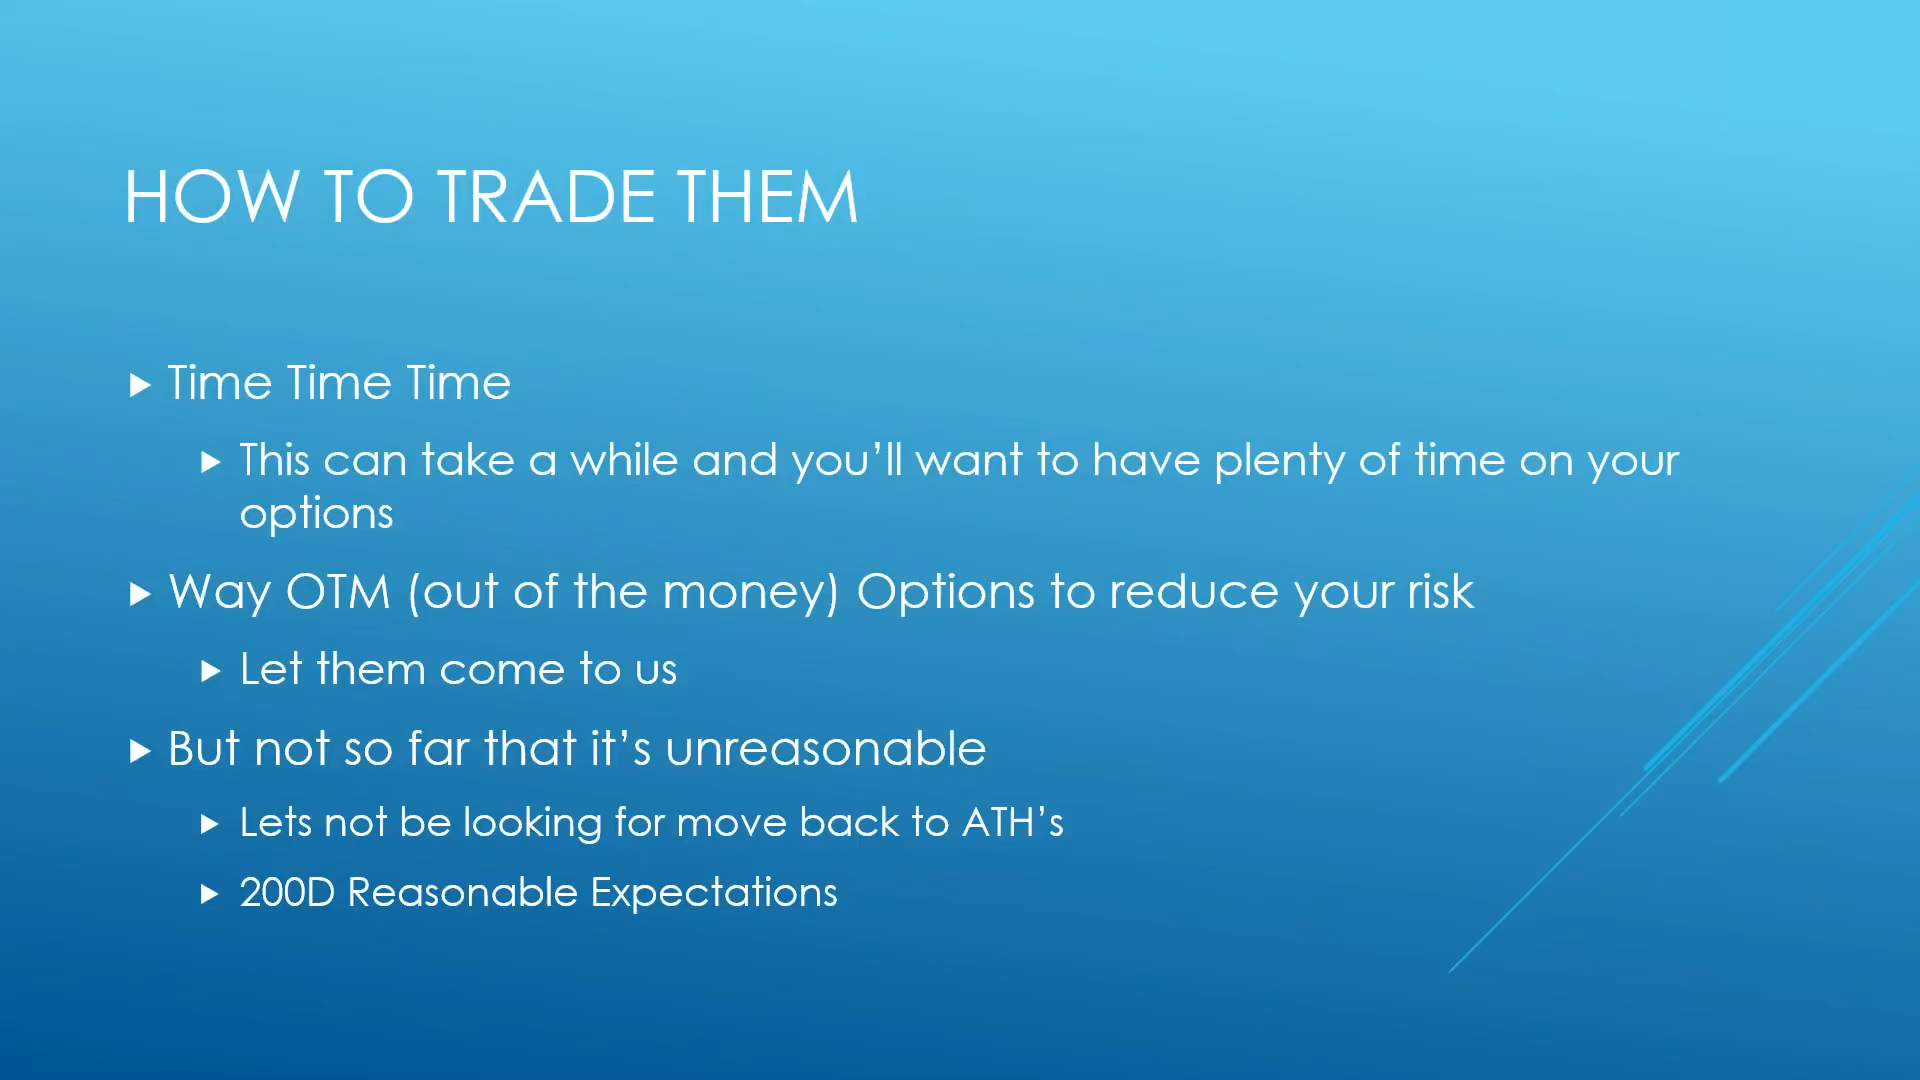 HOW TO TRADE THEM
Time Time Time
This can take a while and you’ll want to have plenty of time on your
options
Way OTM (out of the money) Options to reduce your risk
Let them come to us
But not so far that it’s unreasonable
Lets not be looking for move back to ATH’s
200D Reasonable Expectations